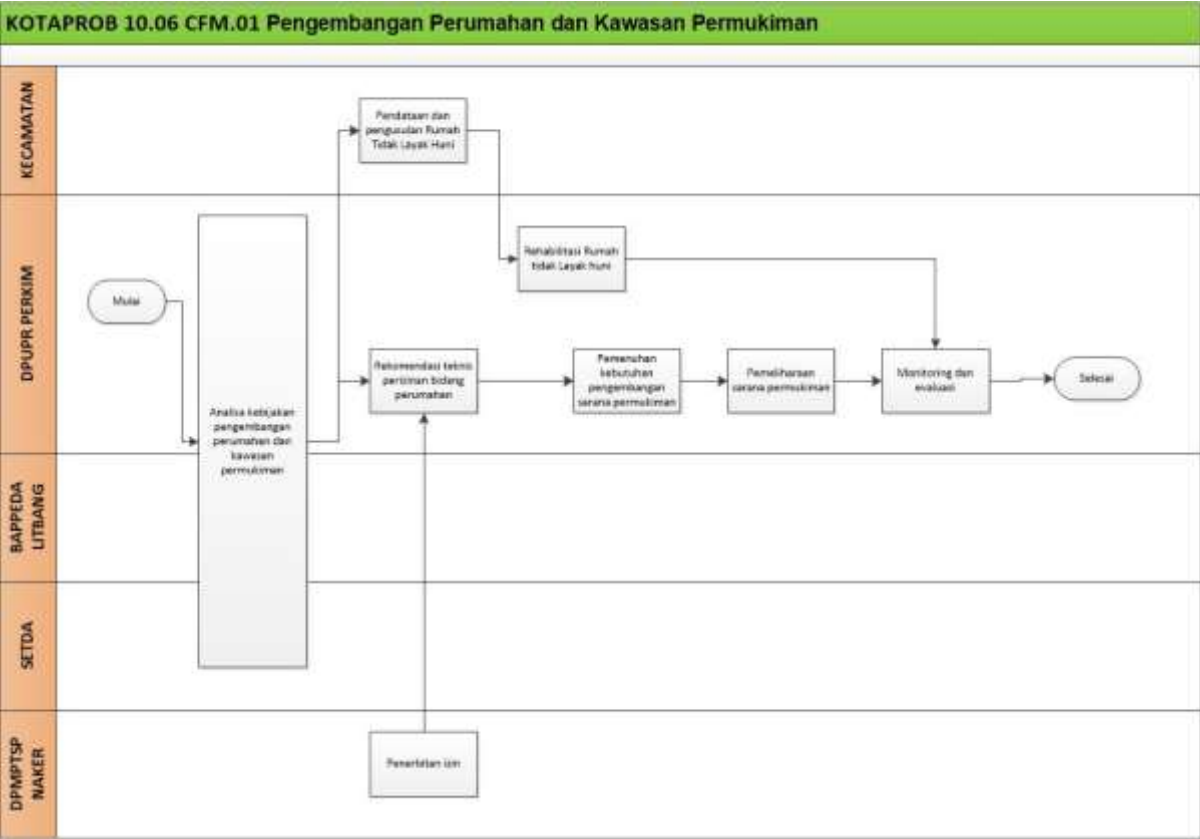 KOTAPROB 10.06 CFM.01 Pengembangan Perumahan dan Kawasan Permukiman
KECAMATAN
Pendataan dan
pengusulan Rumah
Tidak Layak Huni
DPUPR PERKIM
Mulai
Rehabilitasi Rumah
tidak Layak huni
Rekomendasi teknis
perizinan bidang
perumahan
Pemenuhan
kebutuhan
pengembangan
sarana permukiman
Pemeliharaan
sarana permukiman
Monitoring dan
evaluasi
Selesai
Analisa kebijakan
pengembangan
perumahan dan
kawasan
permukiman
BAPPEDA
LITBANG
SETDA
DPMPTSP
NAKER
Penerbitan izin